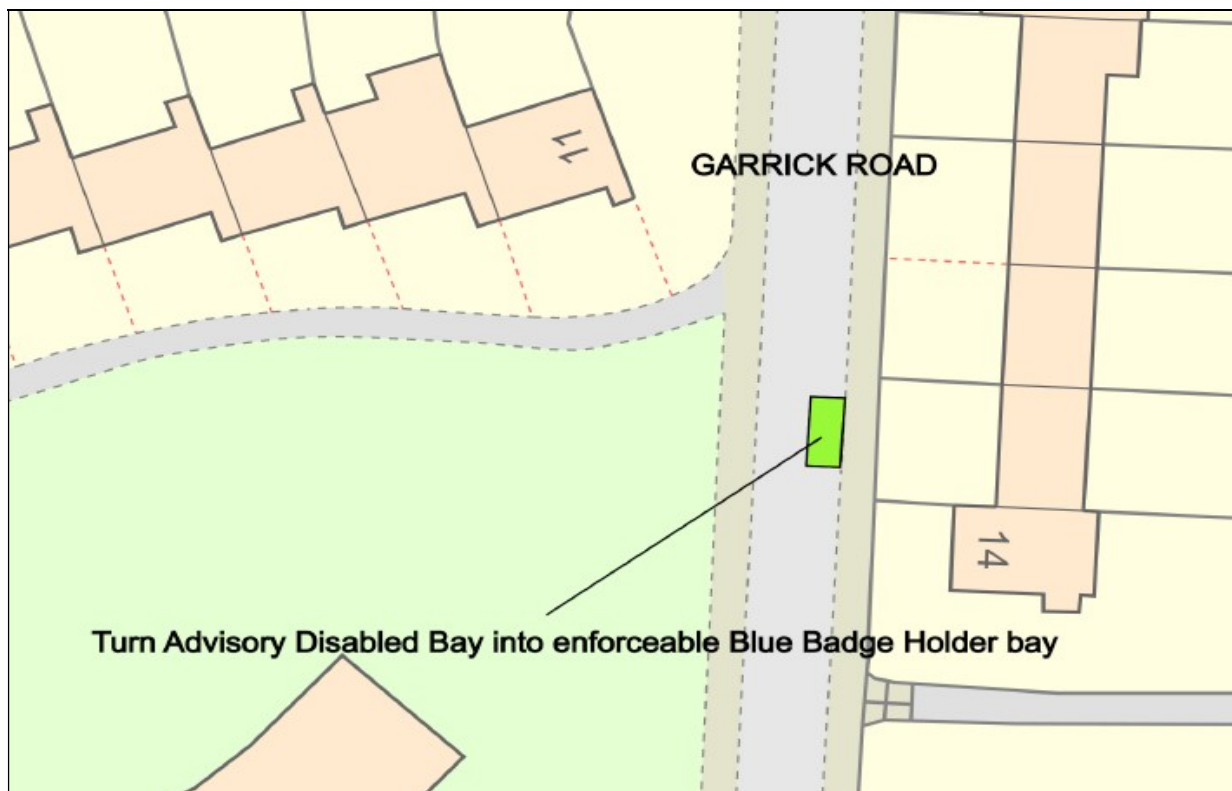 11
GARRICK ROAD
14
Turn Advisory Disabled Bay into enforceable Blue Badge Holder bay